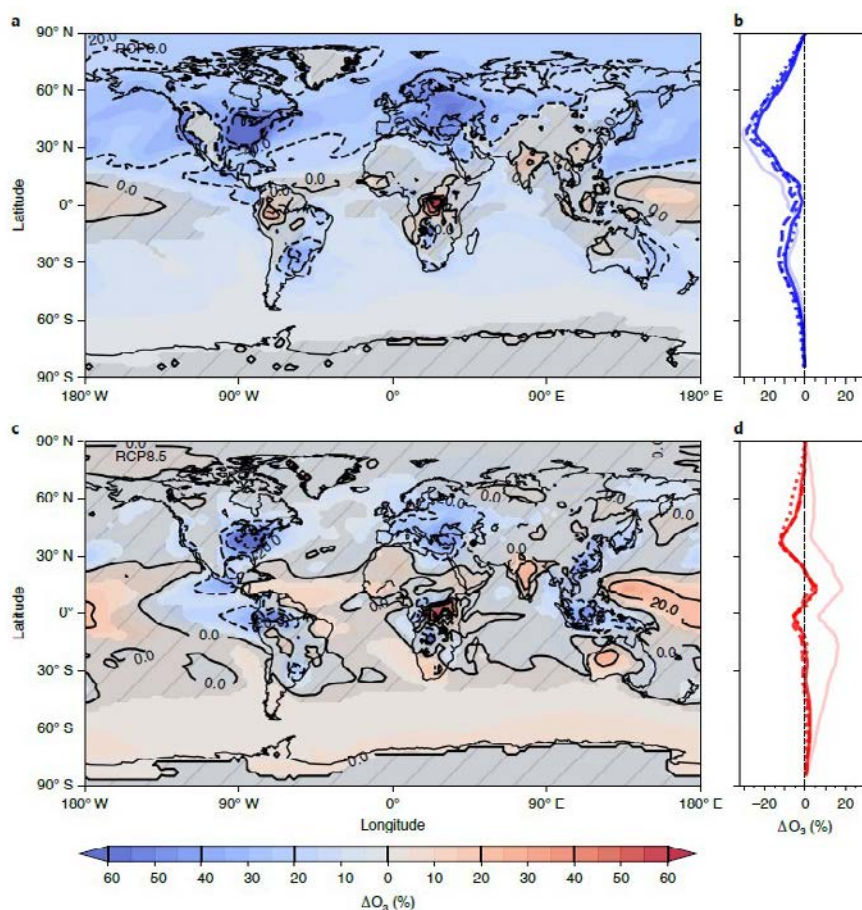 a
b
90° N
20.0
RCP6.0
60° N
30° N
0.0
0.0
0.0
Latitude
0°
30° S
60° S
90° S
180° W
90° W
0°
90° E
180° E
20
0
20
c
d
90° N
0.0
0.0
RCP8.5
60° N
0.0
0.0
30° N
0.0
20.0
Latitude
0°
0.0
0.0
0.0
30° S
0.0
0.0
60° S
0.0
90° S
180° W
90° W
0°
90° E
180° E
−20
0
20
Longitude
ΔO₃ (%)
60
50
40
30
20
10
0
10
20
30
40
50
60
ΔO₃ (%)